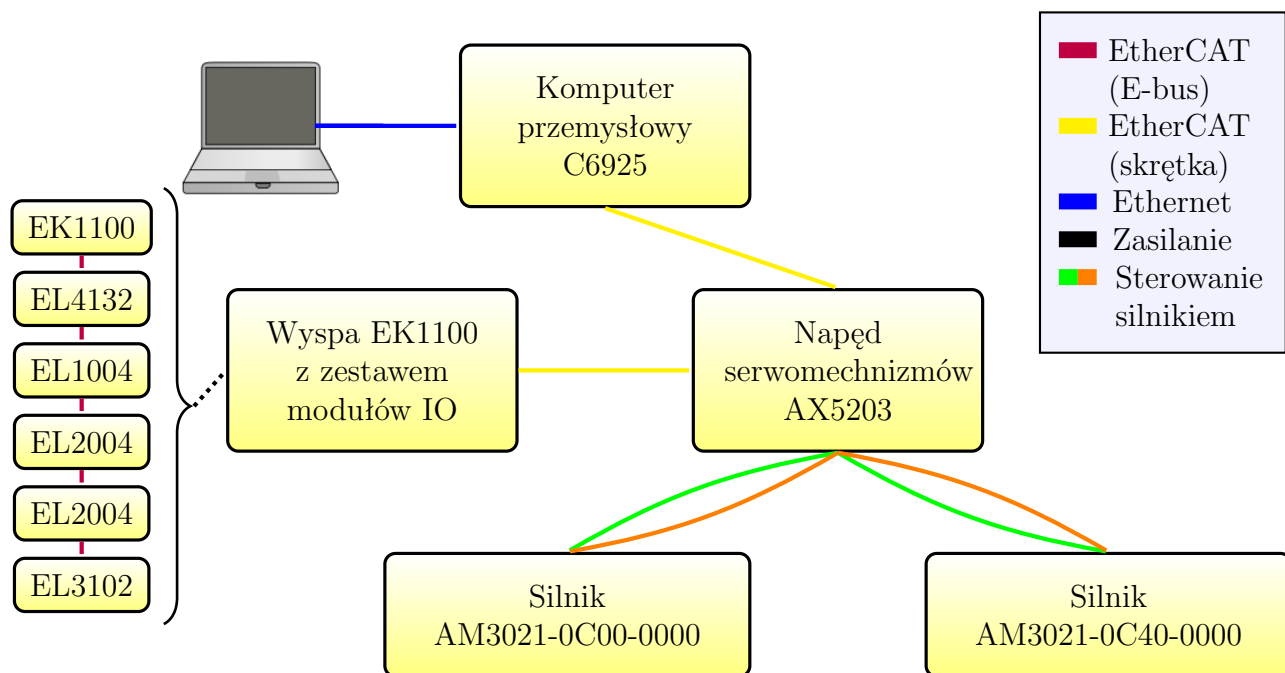 Komputer
przemysłowy
C6925
EtherCAT
(E-bus)
EtherCAT
(skrętka)
Ethernet
Zasilanie
Sterowanie
silnikiem
EK1100
EL4132
EL1004
EL2004
EL2004
EL3102
Wyspa EK1100
z zestawem
modułów IO
Napęd
serwomechnizmów
AX5203
Silnik
AM3021-0C00-0000
Silnik
AM3021-0C40-0000